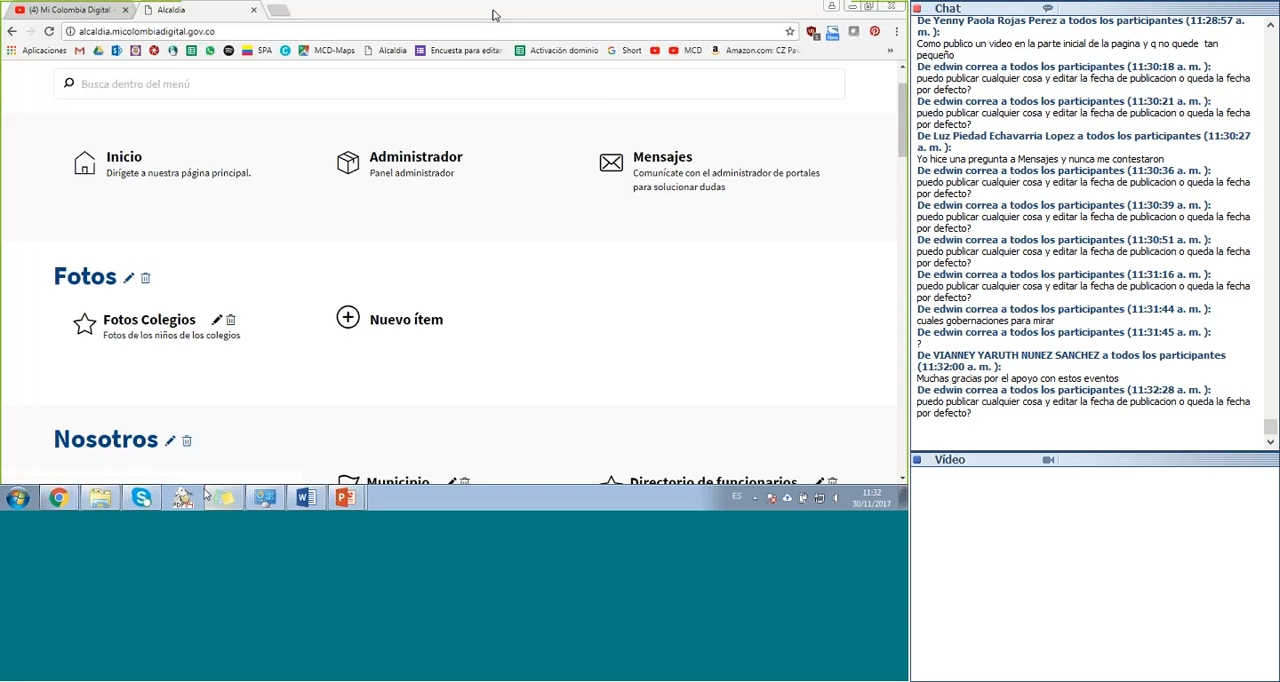 (4) Mi Colombia Digital
Alcaldia
alcaldia.micolombiadigital.gov.co
Aplicaciones
SPA
MCD-Maps
Alcaldia
Encuesta para editar
Activación dominio
Short
MCD
Amazon.com: CZ Pa
»
Busca dentro del menú
Inicio
Dirígete a nuestra página principal.
Administrador
Panel administrador
Mensajes
Comunícate con el administrador de portales
para solucionar dudas
Fotos
Fotos Colegios
Fotos de los niños de los colegios
Nuevo ítem
Nosotros
Municipio
Directorio de funcionarios
ES
11:32
30/11/2017
Chat
De Yenny Paola Rojas Perez a todos los participantes (11:28:57 a.
m. ):
Como publico un video en la parte inicial de la pagina y q no quede tan
pequeño
De edwin correa a todos los participantes (11:30:18 a. m. ):
puedo publicar cualquier cosa y editar la fecha de publicacion o queda la fecha
por defecto?
De edwin correa a todos los participantes (11:30:21 a. m. ):
puedo publicar cualquier cosa y editar la fecha de publicacion o queda la fecha
por defecto?
De Luz Piedad Echavarria Lopez a todos los participantes (11:30:27
a. m. ):
Yo hice una pregunta a Mensajes y nunca me contestaron
De edwin correa a todos los participantes (11:30:36 a. m. ):
puedo publicar cualquier cosa y editar la fecha de publicacion o queda la fecha
por defecto?
De edwin correa a todos los participantes (11:30:39 a. m. ):
puedo publicar cualquier cosa y editar la fecha de publicacion o queda la fecha
por defecto?
De edwin correa a todos los participantes (11:30:51 a. m. ):
puedo publicar cualquier cosa y editar la fecha de publicacion o queda la fecha
por defecto?
De edwin correa a todos los participantes (11:31:16 a. m. ):
puedo publicar cualquier cosa y editar la fecha de publicacion o queda la fecha
por defecto?
De edwin correa a todos los participantes (11:31:44 a. m. ):
cuales gobernaciones para mirar
De edwin correa a todos los participantes (11:31:45 a. m. ):
?
De VIANNEY YARUTH NUNEZ SANCHEZ a todos los participantes
(11:32:00 a. m. ):
Muchas gracias por el apoyo con estos eventos
De edwin correa a todos los participantes (11:32:28 a. m. ):
puedo publicar cualquier cosa y editar la fecha de publicacion o queda la fecha
por defecto?
Vídeo